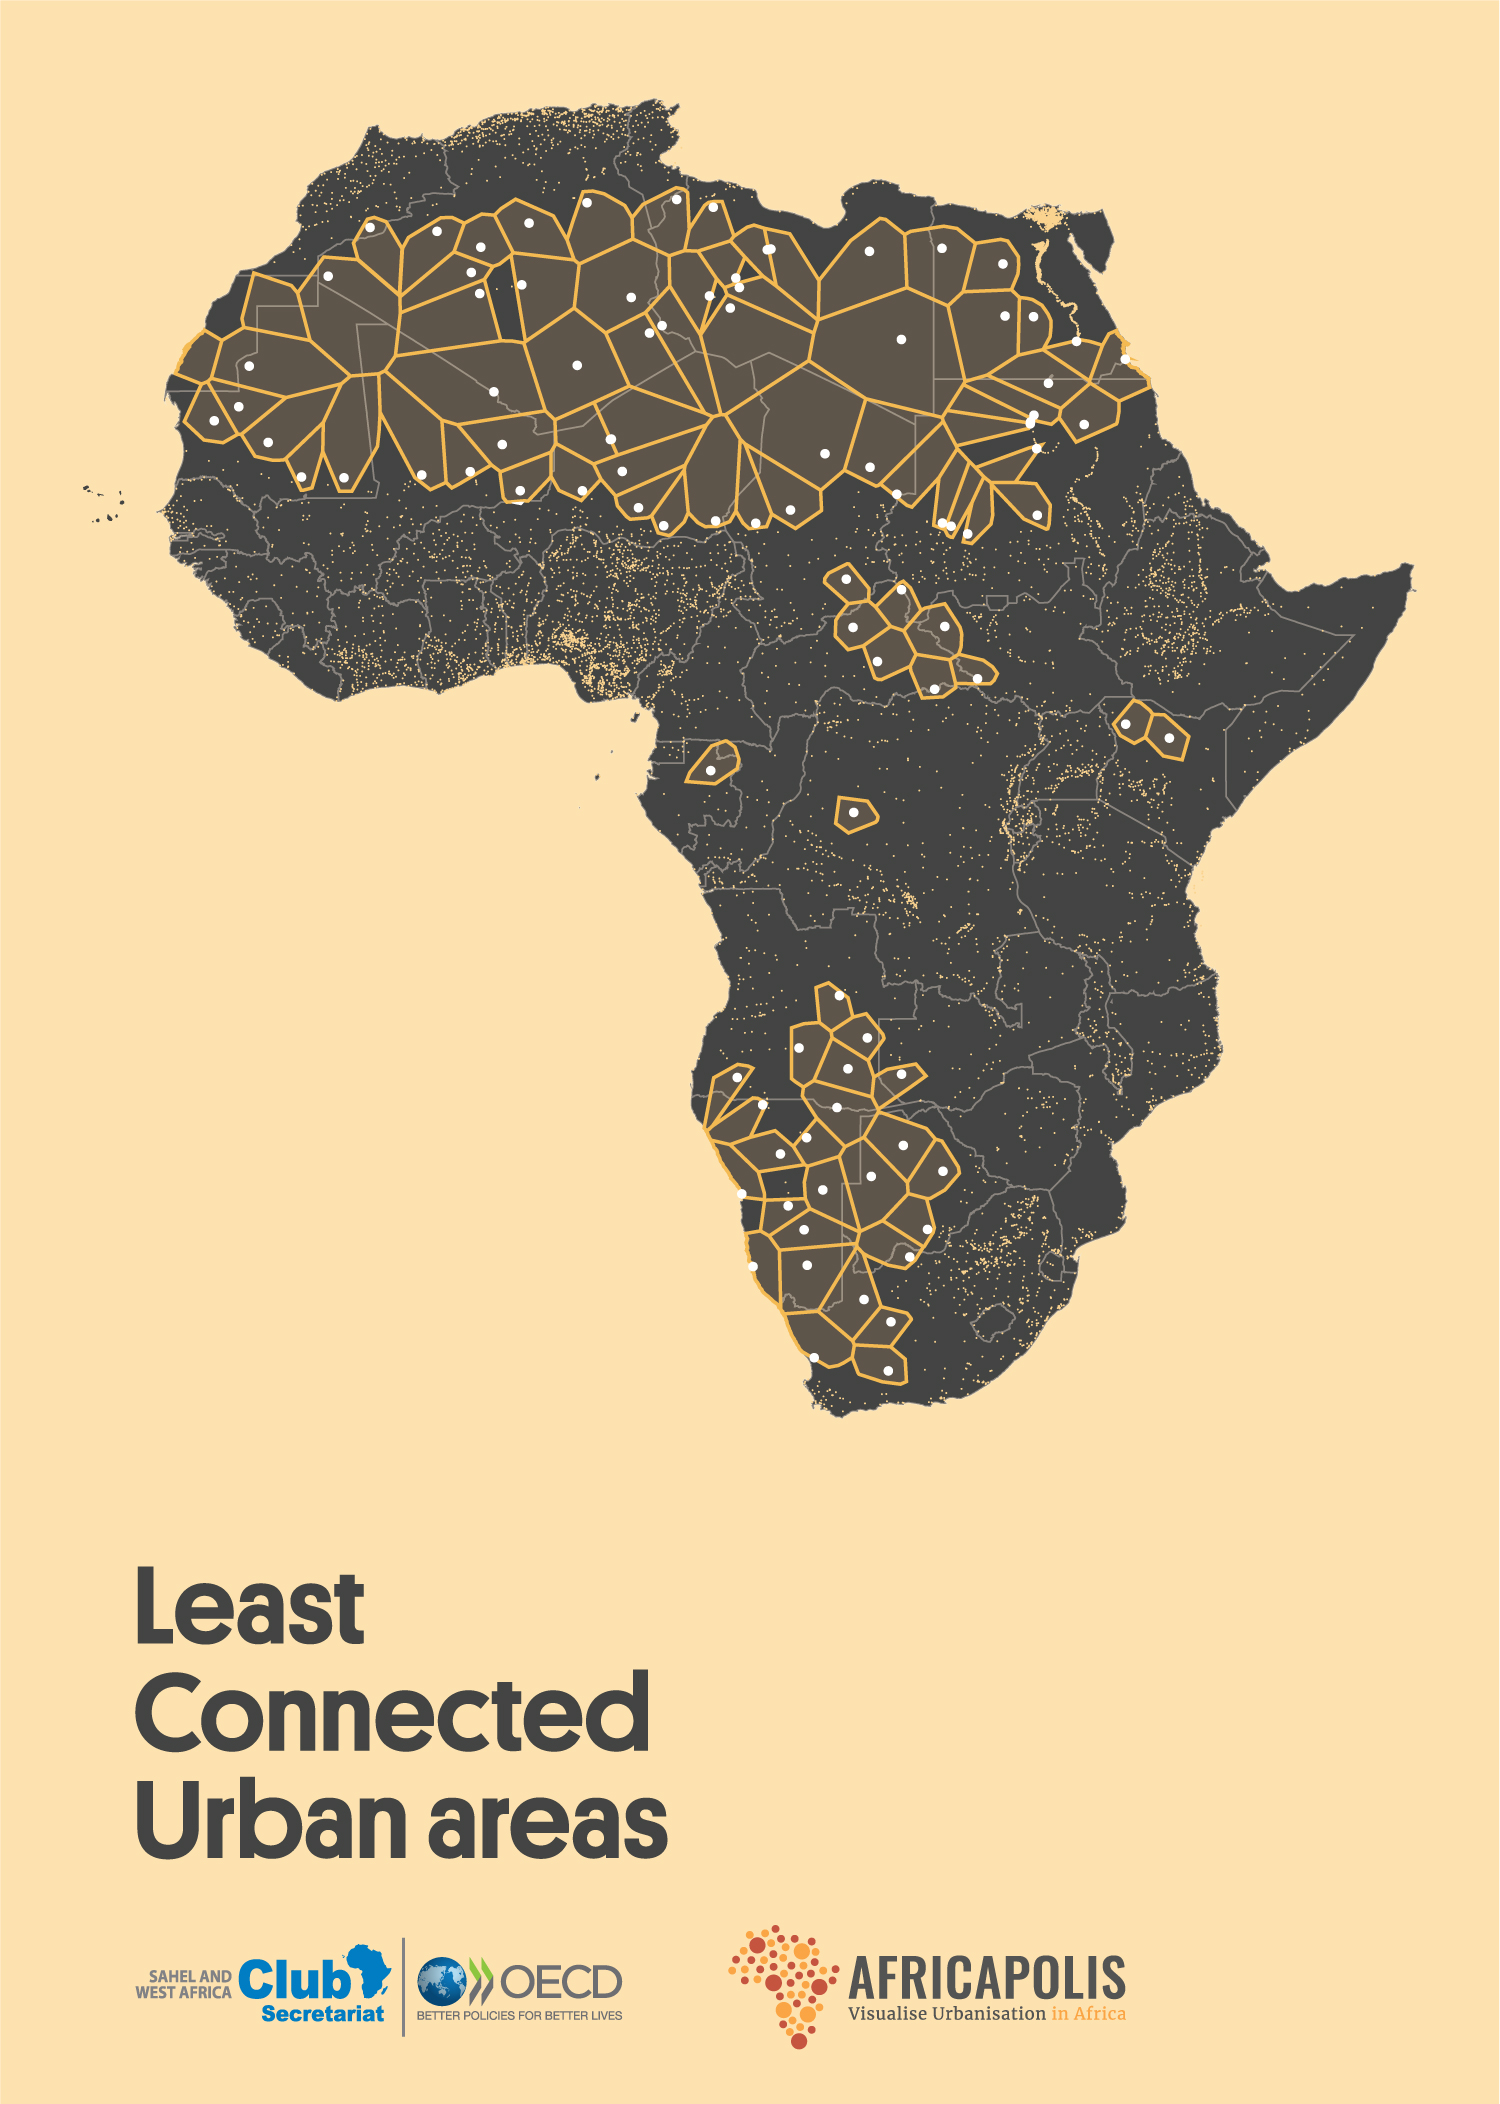 Least
Connected
Urban areas
SAHEL AND
WEST AFRICA
Club
Secretariat
OECD
BETTER POLICIES FOR BETTER LIVES
AFRICAPOLIS
Visualise Urbanisation in Africa